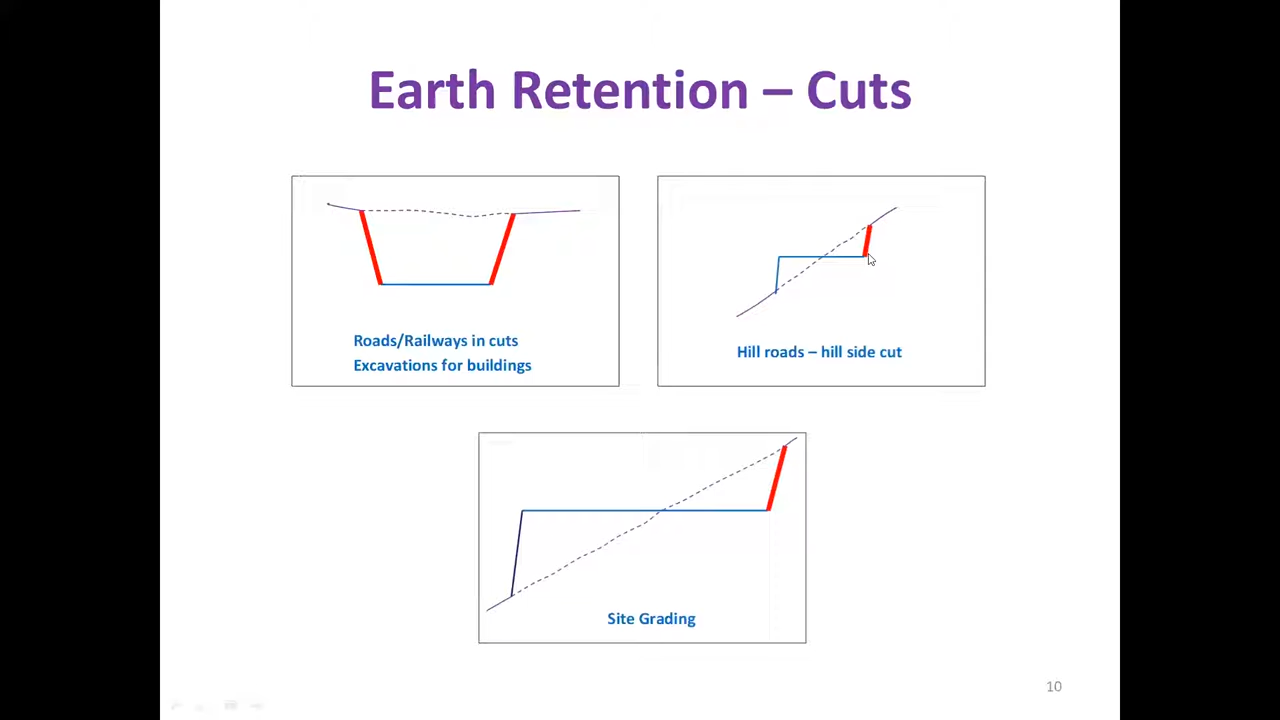 Earth Retention – Cuts
Roads/Railways in cuts
Excavations for buildings
Hill roads – hill side cut
Site Grading
10